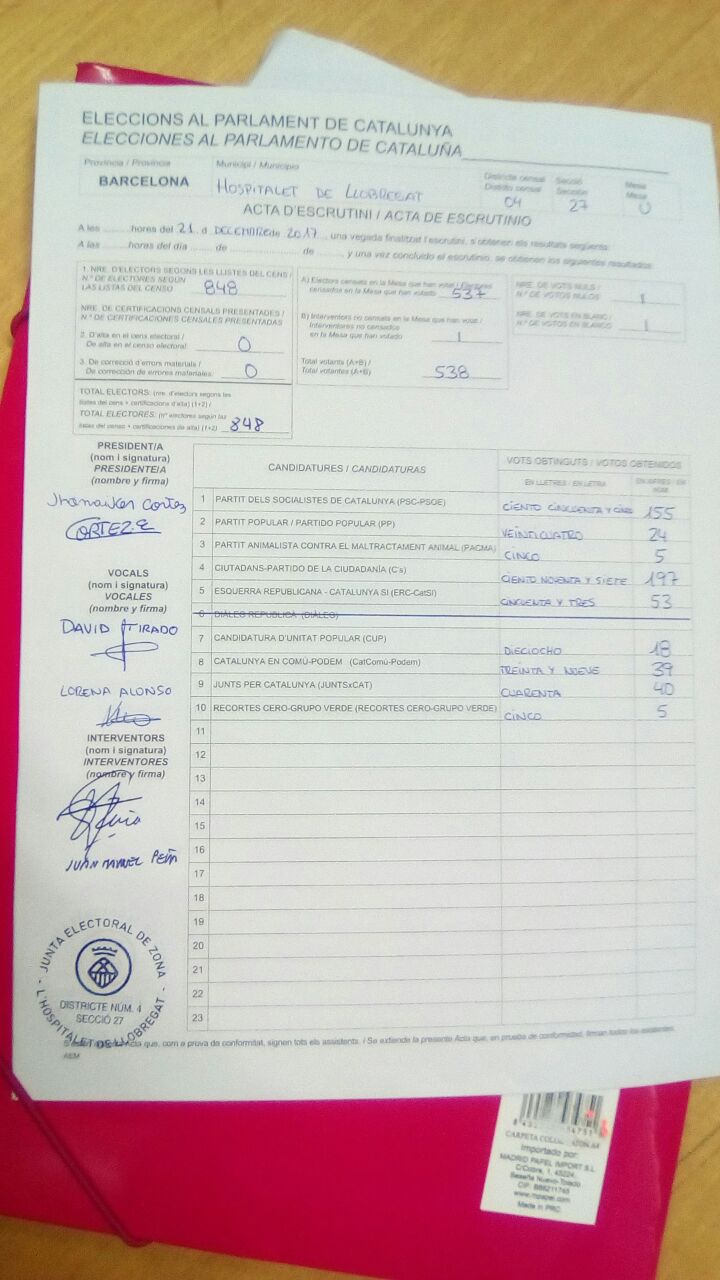 ELECCIONS AL PARLAMENT DE CATALUNYA
ELECCIONES AL PARLAMENTO DE CATALUÑA
Provincia / Provincia Municipi / Municipio Districte censal Secció Mesa
Distrito censal Sección Mesa
BARCELONA HOSPITALET DE LLOBREGAT 04 27 U
ACTA D'ESCRUTINI / ACTA DE ESCRUTINIO
A les ........ hores del 21 d DECEMBRE de 2017, una vegada finalitzat l'escrutini, s'obtenen els resultats següents:
A las ........ horas del día ........ de ........ de ........ y una vez concluido el escrutinio, se obtienen los siguientes resultados:
1. NRE. D'ELECTORS SEGONS LES LLISTES DEL CENS /
N.º DE ELECTORES SEGÚN
LAS LISTAS DEL CENSO 848
NRE. DE CERTIFICACIONS CENSALS PRESENTADES /
N.º DE CERTIFICACIONES CENSALES PRESENTADAS
2. D'alta en el cens electoral /
De alta en el censo electoral: 0
3. De correcció d'errors materials /
De corrección de errores materiales: 0
TOTAL ELECTORS: (nre. d'electors segons les
llistes del cens + certificacions d'alta) (1+2) /
TOTAL ELECTORES: (nº electores según las
listas del censo + certificaciones de alta) (1+2) 848
A) Electors censats en la Mesa que han votat / Electores
censados en la Mesa que han votado 537
B) Interventors no censats en la Mesa que han votat /
Interventores no censados
en la Mesa que han votado 1
Total votants (A+B) /
Total votantes (A+B) 538
NRE. DE VOTS NULS /
N.º DE VOTOS NULOS 1
NRE. DE VOTS EN BLANC /
N.º DE VOTOS EN BLANCO 1
PRESIDENT/A
(nom i signatura)
PRESIDENTE/A
(nombre y firma)
Jhonaiker Cortez
CORTEZ
VOCALS
(nom i signatura)
VOCALES
(nombre y firma)
DAVID TIRADO
LORENA ALONSO
INTERVENTORS
(nom i signatura)
INTERVENTORES
(nombre y firma)
JUAN MANUEL PEÑA
CANDIDATURES / CANDIDATURAS VOTS OBTINGUTS / VOTOS OBTENIDOS
EN LLETRES / EN LETRA EN XIFRES / EN NÚM.
1 PARTIT DELS SOCIALISTES DE CATALUNYA (PSC-PSOE) CIENTO CINCUENTA Y CINCO 155
2 PARTIT POPULAR / PARTIDO POPULAR (PP) VEINTICUATRO 24
3 PARTIT ANIMALISTA CONTRA EL MALTRACTAMENT ANIMAL (PACMA) CINCO 5
4 CIUTADANS-PARTIDO DE LA CIUDADANÍA (C's) CIENTO NOVENTA Y SIETE 197
5 ESQUERRA REPUBLICANA - CATALUNYA SÍ (ERC-CatSí) CINCUENTA Y TRES 53
6 DIÀLEG REPÚBLICA (DIÀLEG)
7 CANDIDATURA D'UNITAT POPULAR (CUP) DIECIOCHO 18
8 CATALUNYA EN COMÚ-PODEM (CatComú-Podem) TREINTA Y NUEVE 39
9 JUNTS PER CATALUNYA (JUNTSxCAT) CUARENTA 40
10 RECORTES CERO-GRUPO VERDE (RECORTES CERO-GRUPO VERDE) CINCO 5
11
12
13
14
15
16
17
18
19
20
21
22
23
JUNTA ELECTORAL DE ZONA
DISTRICTE NÚM. 4
SECCIÓ 27
L'HOSPITALET DE LLOBREGAT
Acta que, com a prova de conformitat, signen tots els assistents. / Se extiende la presente Acta que, en prueba de conformidad, firman todos los asistentes.
AEM
CARPETA
Importado por:
MADRID PAPEL IMPORT S.L.
C/Cobre, 1, 45224,
Seseña Nuevo-Toledo
CIF: B86211745
www.mpapel.com
Made in PRC